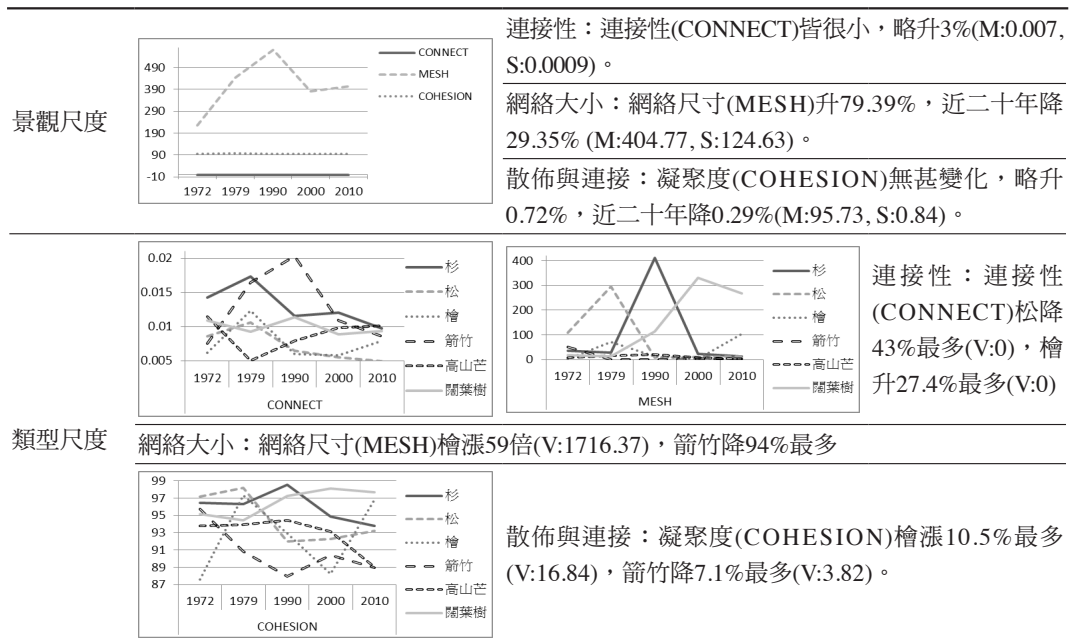 景觀尺度
490
390
290
190
90
-10
1972 1979 1990 2000 2010
CONNECT
MESH
COHESION
連接性：連接性(CONNECT)皆很小，略升3%(M:0.007,
S:0.0009)。
網絡大小：網絡尺寸(MESH)升79.39%，近二十年降
29.35% (M:404.77, S:124.63)。
散佈與連接：凝聚度(COHESION)無甚變化，略升
0.72%，近二十年降0.29%(M:95.73, S:0.84)。
類型尺度
0.02
0.015
0.01
0.005
1972 1979 1990 2000 2010
CONNECT
杉
松
檜
箭竹
高山芒
闊葉樹
400
300
200
100
0
1972 1979 1990 2000 2010
MESH
杉
松
檜
箭竹
高山芒
闊葉樹
連接性：連接性
(CONNECT)松降
43%最多(V:0)，檜
升27.4%最多(V:0)
網絡大小：網絡尺寸(MESH)檜漲59倍(V:1716.37)，箭竹降94%最多
99
97
95
93
91
89
87
1972 1979 1990 2000 2010
COHESION
杉
松
檜
箭竹
高山芒
闊葉樹
散佈與連接：凝聚度(COHESION)檜漲10.5%最多
(V:16.84)，箭竹降7.1%最多(V:3.82)。